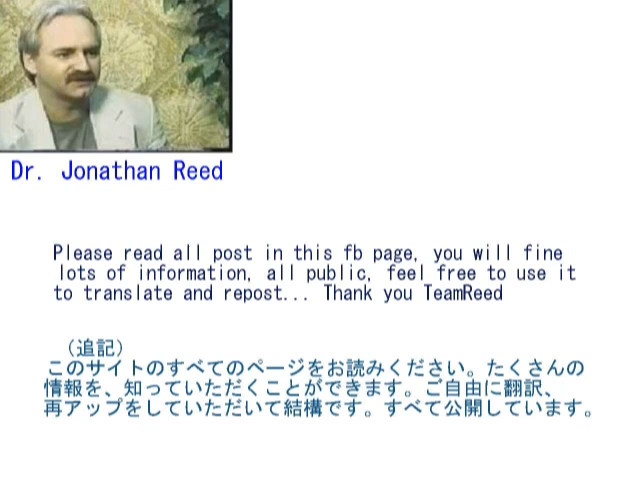 Dr. Jonathan Reed
Please read all post in this fb page, you will fine
lots of information, all public, feel free to use it
to translate and repost... Thank you TeamReed
（追記）
このサイトのすべてのページをお読みください。たくさんの
情報を、知っていただくことができます。ご自由に翻訳、
再アップをしていただいて結構です。すべて公開しています。